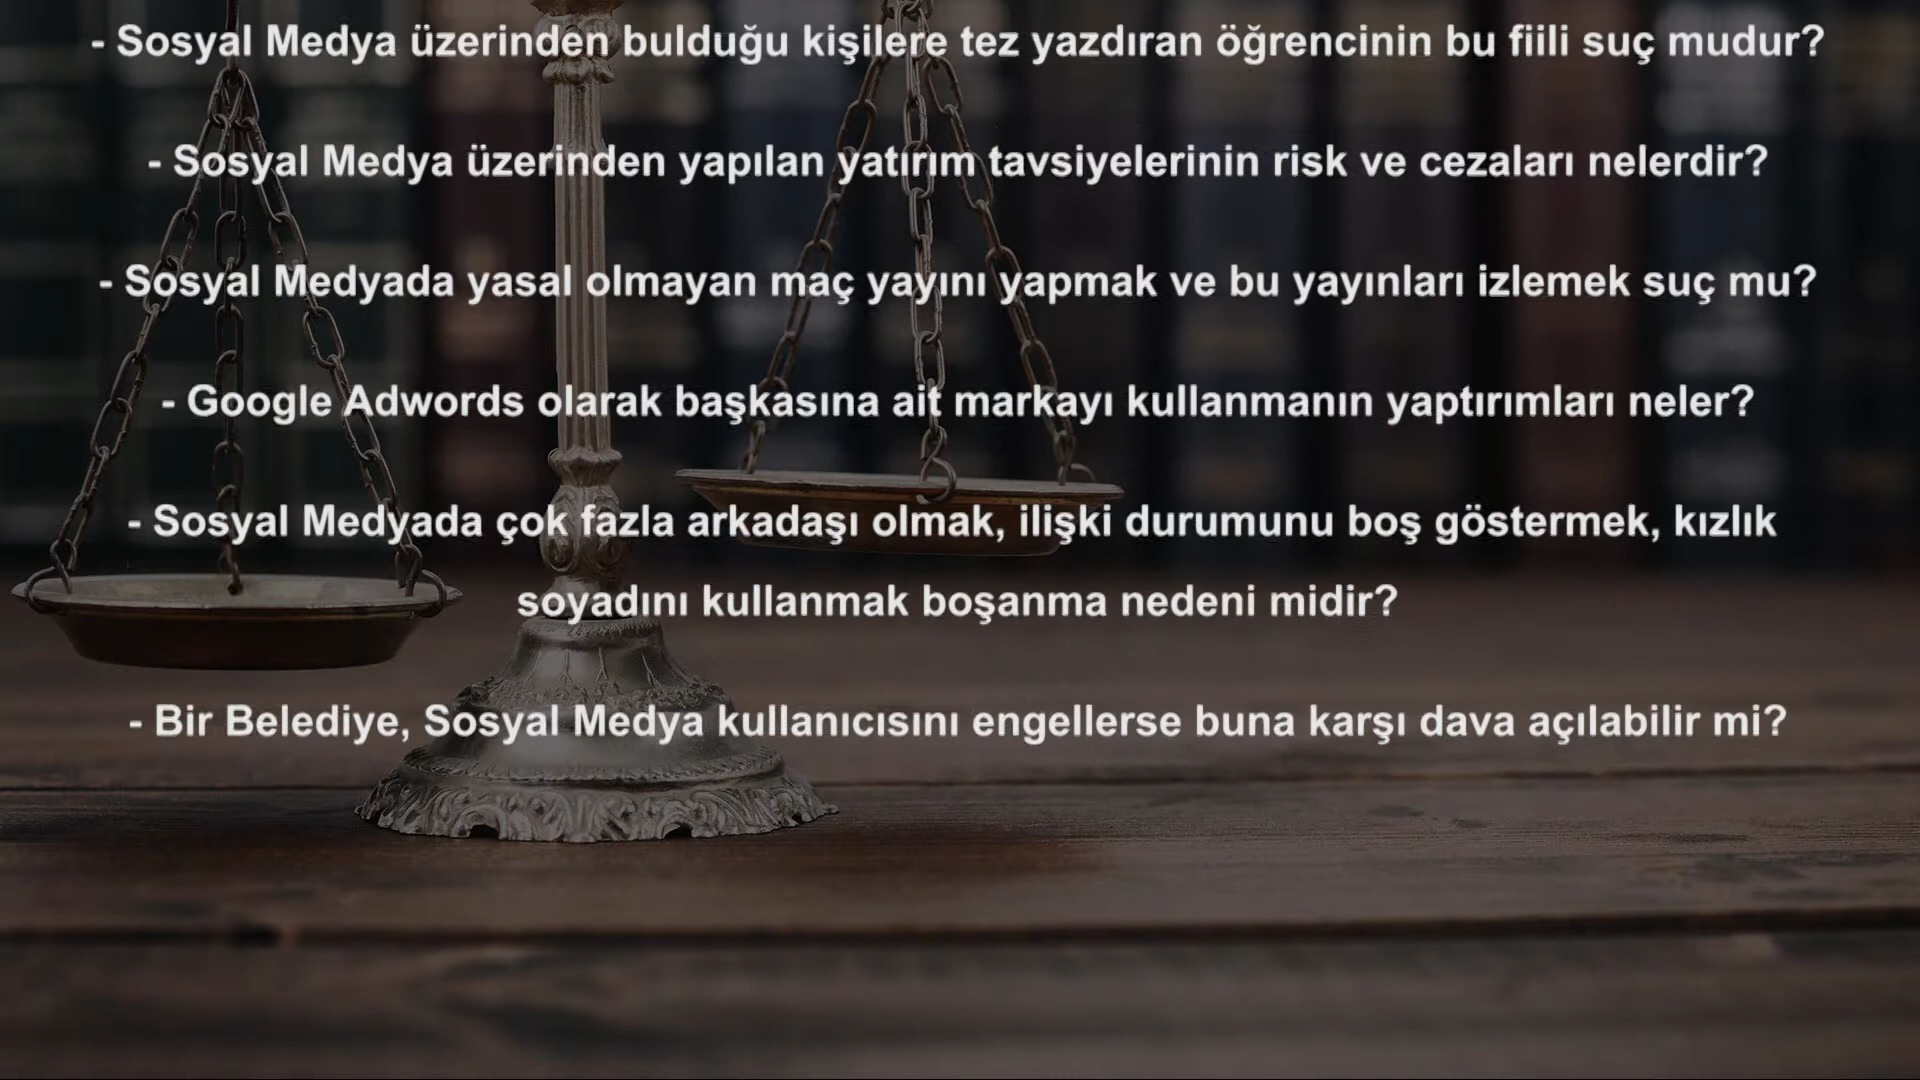 - Sosyal Medya üzerinden bulduğu kişilere tez yazdıran öğrencinin bu fiili suç mudur?
- Sosyal Medya üzerinden yapılan yatırım tavsiyelerinin risk ve cezaları nelerdir?
- Sosyal Medyada yasal olmayan maç yayını yapmak ve bu yayınları izlemek suç mu?
- Google Adwords olarak başkasına ait markayı kullanmanın yaptırımları neler?
- Sosyal Medyada çok fazla arkadaşı olmak, ilişki durumunu boş göstermek, kızlık
soyadını kullanmak boşanma nedeni midir?
- Bir Belediye, Sosyal Medya kullanıcısını engellerse buna karşı dava açılabilir mi?